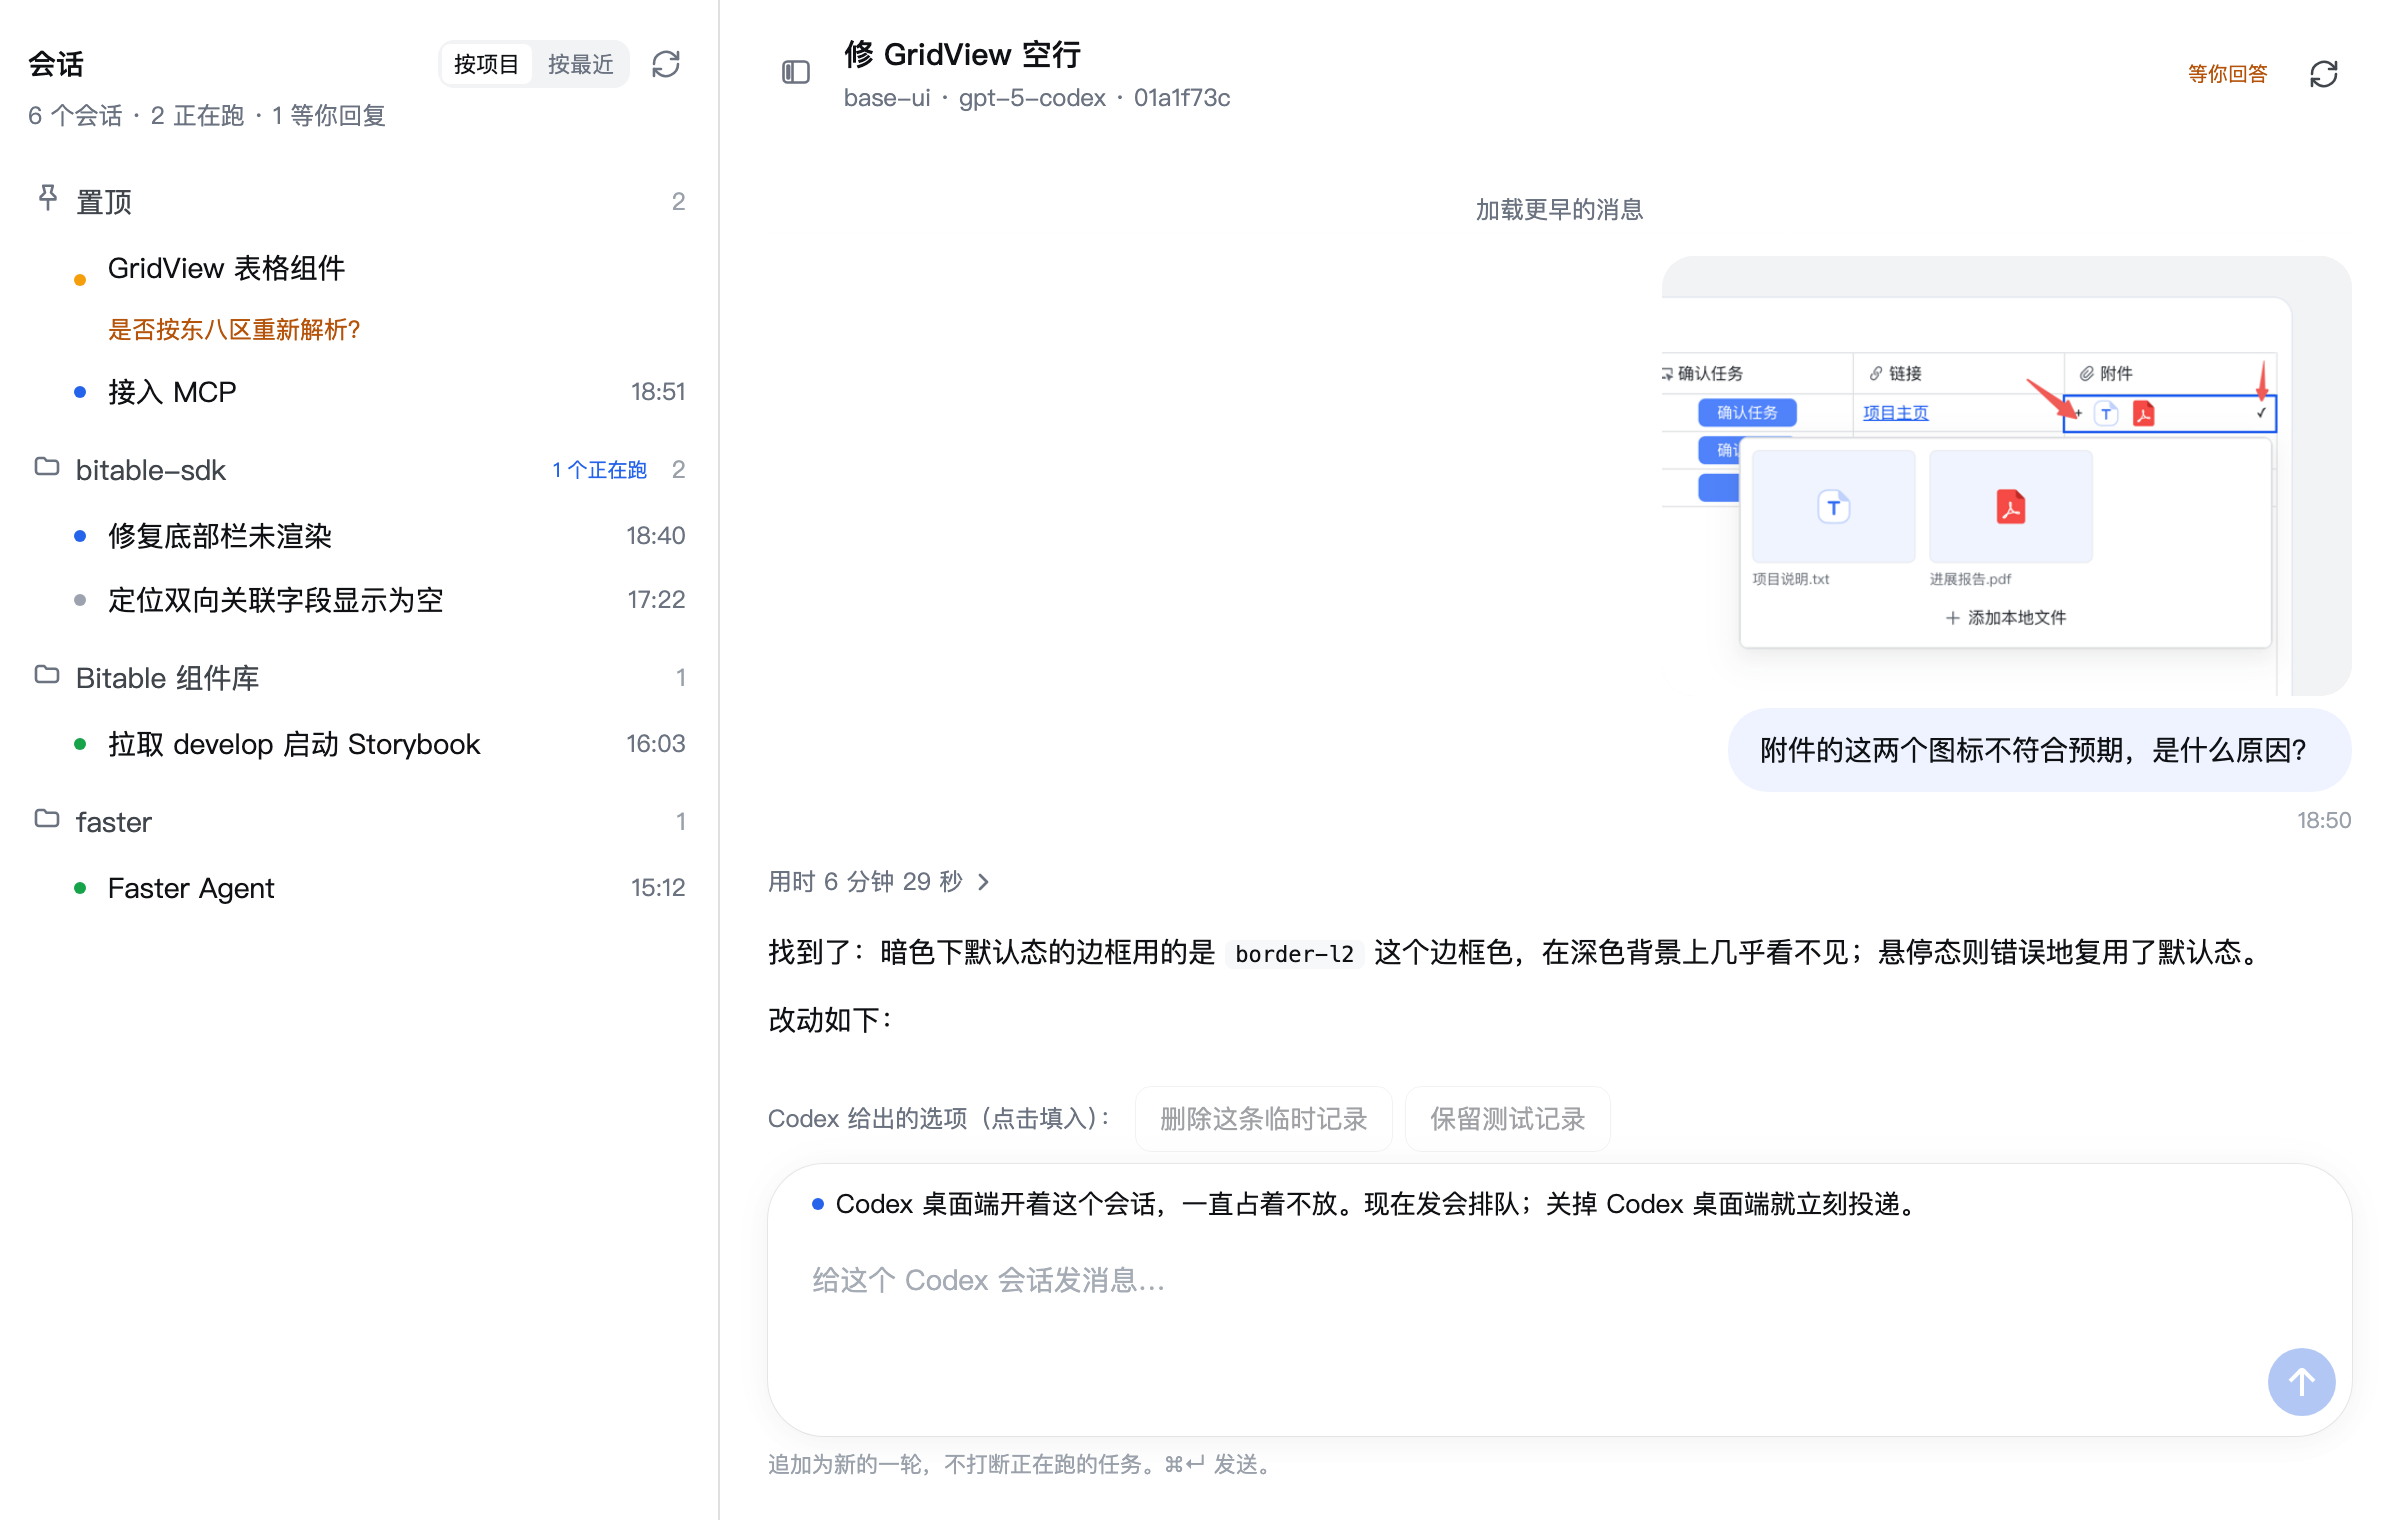 会话
按项目 按最近
6 个会话 · 2 正在跑 · 1 等你回复
置顶 2
GridView 表格组件
是否按东八区重新解析?
接入 MCP 18:51
bitable-sdk 1 个正在跑 2
修复底部栏未渲染 18:40
定位双向关联字段显示为空 17:22
Bitable 组件库 1
拉取 develop 启动 Storybook 16:03
faster 1
Faster Agent 15:12
修 GridView 空行
base-ui · gpt-5-codex · 01a1f73c
等你回答
加载更早的消息
确认任务 链接 附件
确认任务 项目主页 + T ✓
确认
T
项目说明.txt 进展报告.pdf
+ 添加本地文件
附件的这两个图标不符合预期，是什么原因?
18:50
用时 6 分钟 29 秒 >
找到了：暗色下默认态的边框用的是 border-l2 这个边框色，在深色背景上几乎看不见；悬停态则错误地复用了默认态。
改动如下：
Codex 给出的选项（点击填入）： 删除这条临时记录 保留测试记录
Codex 桌面端开着这个会话，一直占着不放。现在发会排队；关掉 Codex 桌面端就立刻投递。
给这个 Codex 会话发消息…
追加为新的一轮，不打断正在跑的任务。⌘↵ 发送。